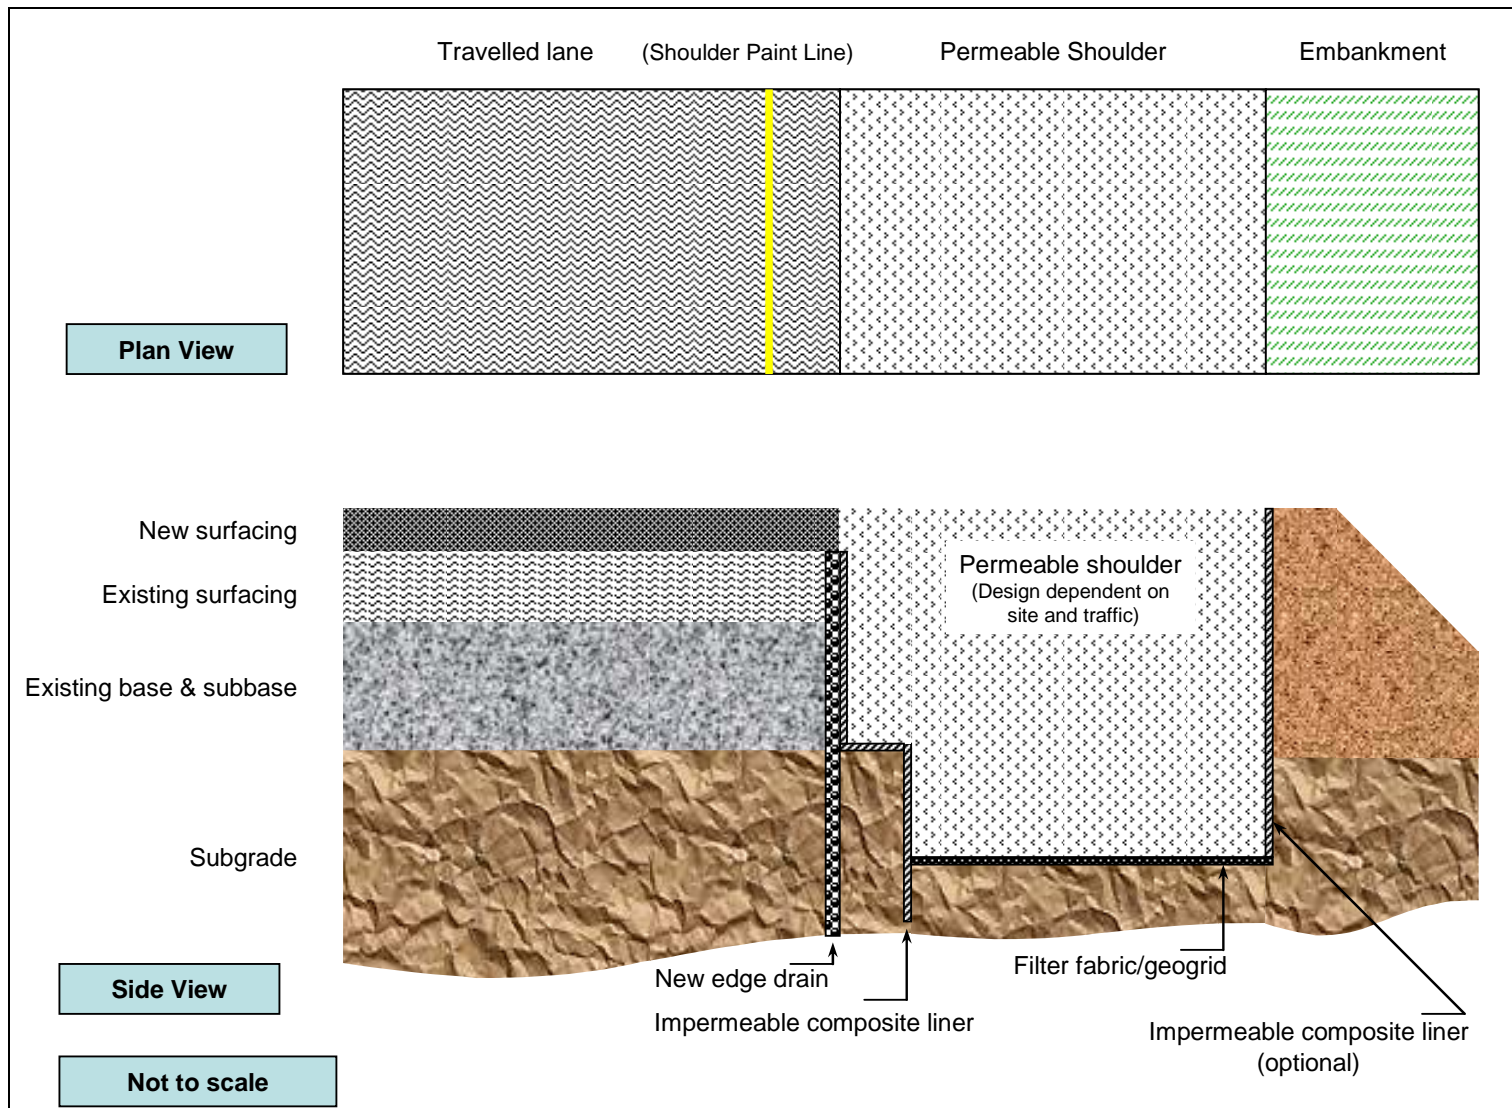 Travelled lane
(Shoulder Paint Line)
Permeable Shoulder
Embankment
Plan View
New surfacing
Existing surfacing
Existing base & subbase
Subgrade
Permeable shoulder
(Design dependent on
site and traffic)
Side View
Not to scale
New edge drain
Impermeable composite liner
Filter fabric/geogrid
Impermeable composite liner
(optional)